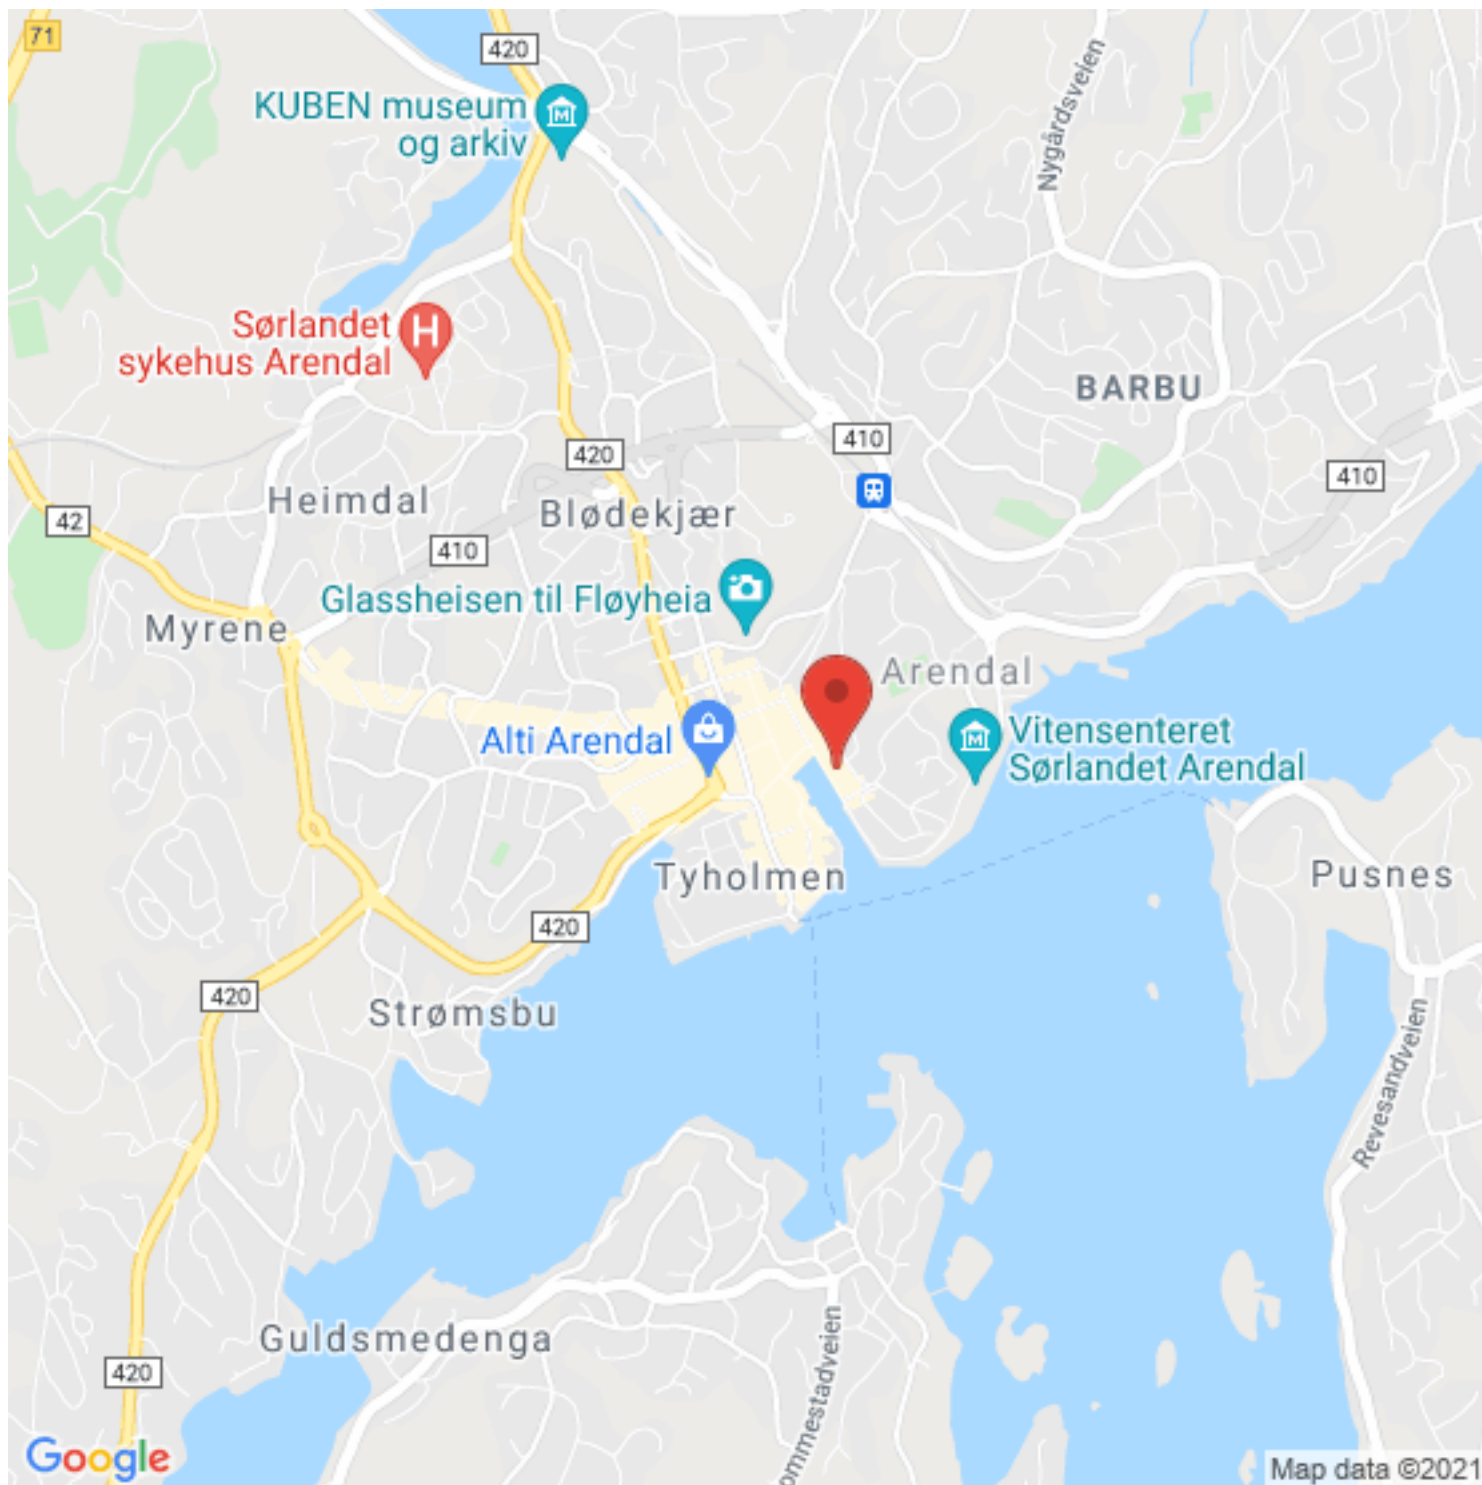 71
420
KUBEN museum
og arkiv
Nygårdsveien
Sørlandet
sykehus Arendal
H
BARBU
410
420
410
Heimdal
42
Blødekjær
410
Glassheisen til Fløyheia
Myrene
Arendal
Alti Arendal
Vitensenteret
Sørlandet Arendal
Tyholmen
Pusnes
420
420
Strømsbu
Revesandveien
Guldsmedenga
ommestadveien
420
Google
Map data ©2021